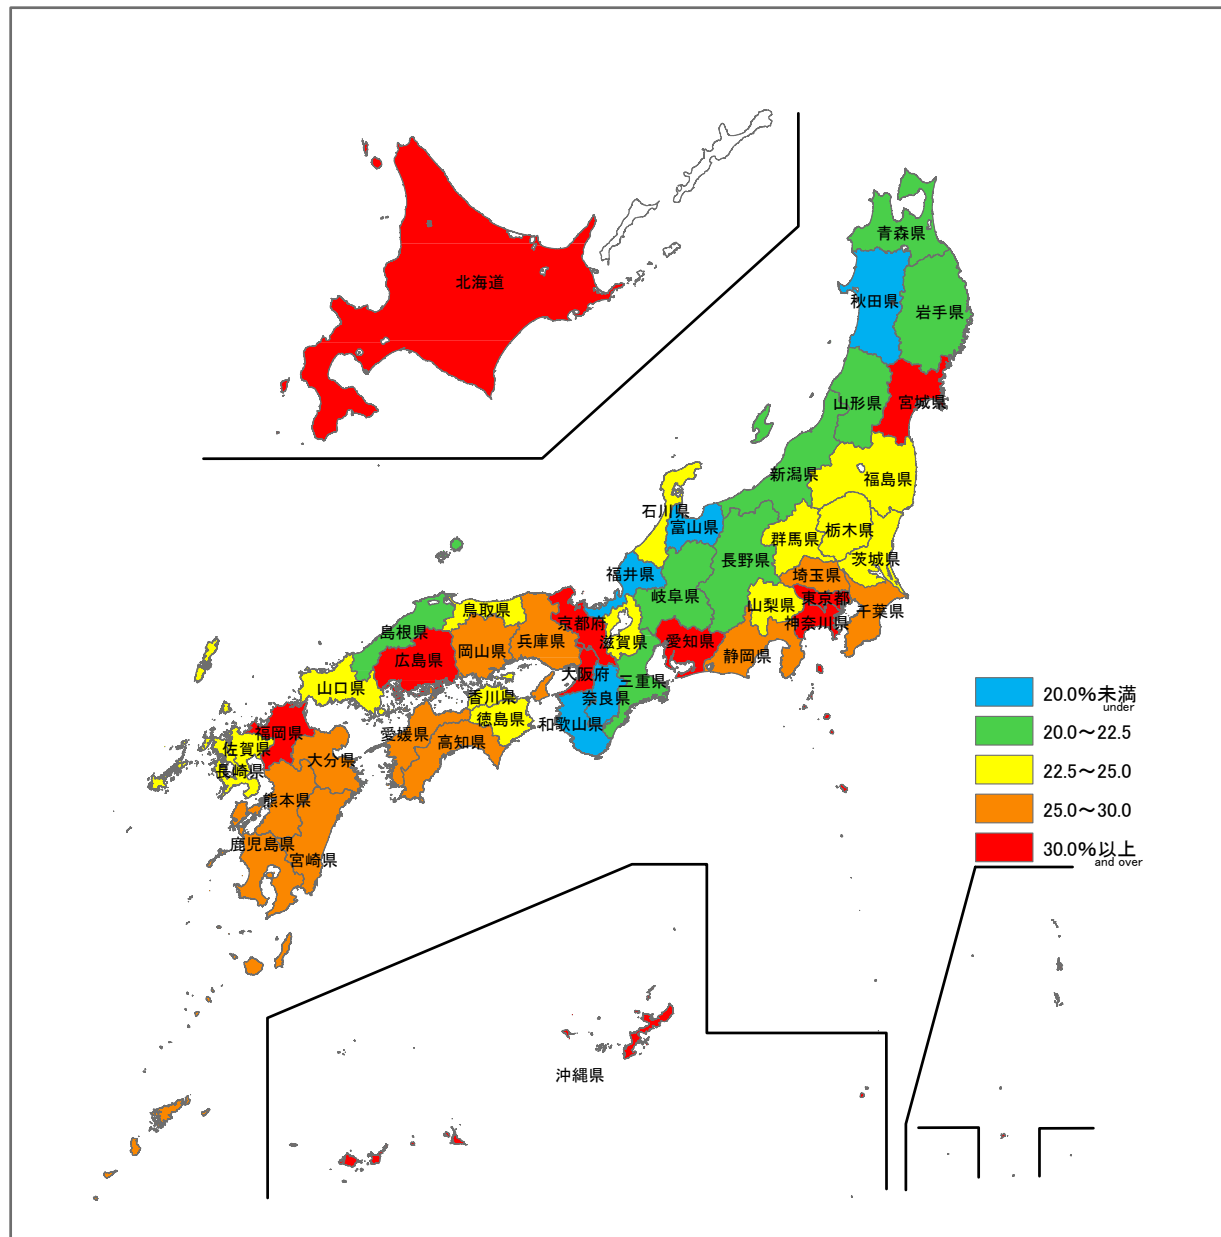 北海道
青森県
秋田県
岩手県
山形県
宮城県
新潟県
福島県
石川県
富山県
栃木県
群馬県
茨城県
長野県
福井県
埼玉県
岐阜県
東京都
山梨県
千葉県
鳥取県
京都府
神奈川県
島根県
兵庫県
滋賀県
愛知県
岡山県
静岡県
広島県
大阪府
三重県
山口県
香川県
奈良県
徳島県
和歌山県
福岡県
愛媛県
高知県
佐賀県
大分県
長崎県
熊本県
鹿児島県
宮崎県
沖縄県
20.0%未満
under
20.0～22.5
22.5～25.0
25.0～30.0
30.0%以上
and over